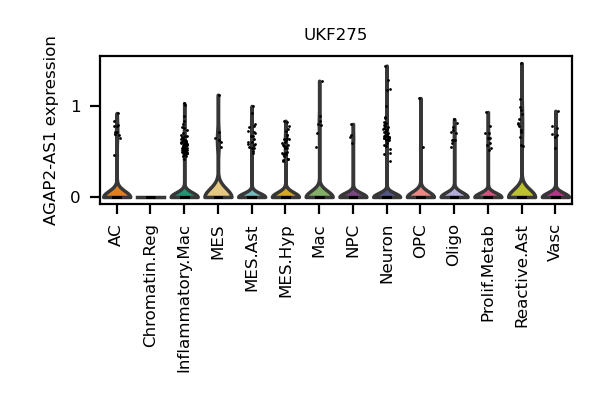 UKF275
AGAP2-AS1 expression
1
0
AC
Chromatin.Reg
Inflammatory.Mac
MES
MES.Ast
MES.Hyp
Mac
NPC
Neuron
OPC
Oligo
Prolif.Metab
Reactive.Ast
Vasc